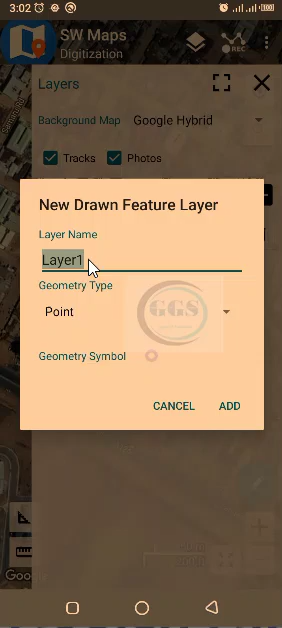 3:02
SW Maps
Digitization
REC
Layers
Background Map Google Hybrid
Tracks Photos
New Drawn Feature Layer
Layer Name
Layer1
Geometry Type
Point
GGS
Geometry Symbol
CANCEL ADD
Google